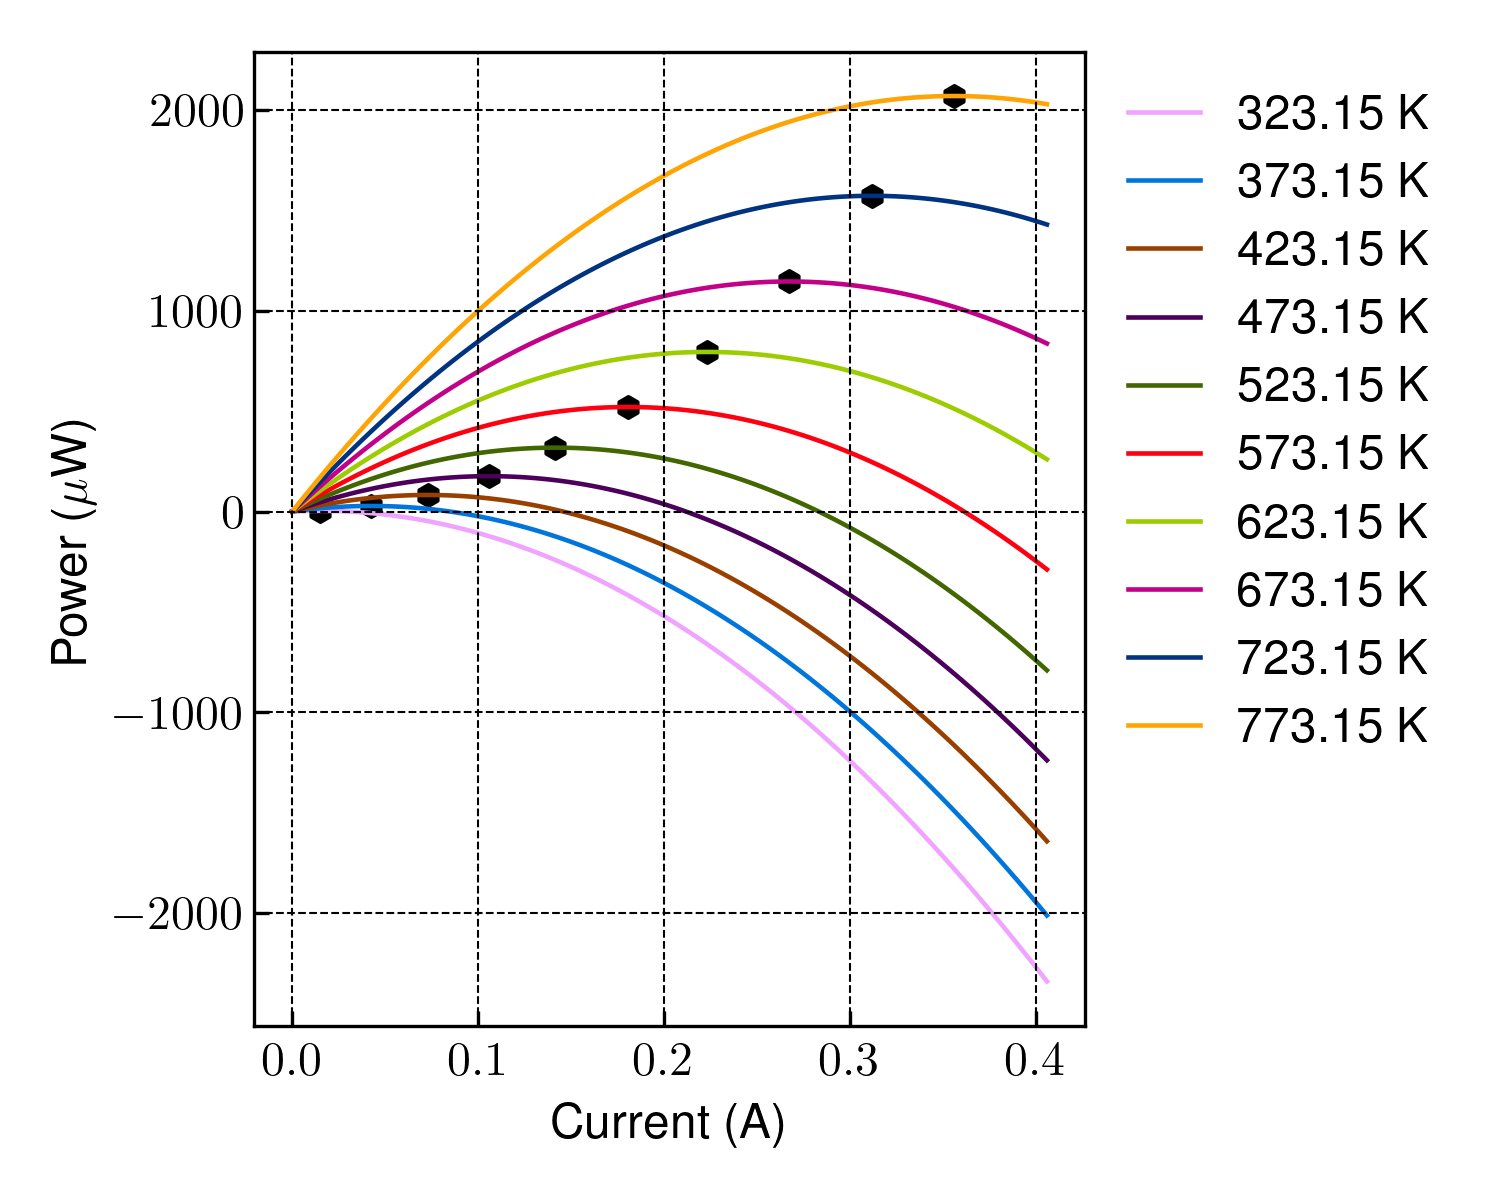 2000
1000
0
−1000
−2000
Power (μW)
0.0 0.1 0.2 0.3 0.4
Current (A)
323.15 K
373.15 K
423.15 K
473.15 K
523.15 K
573.15 K
623.15 K
673.15 K
723.15 K
773.15 K